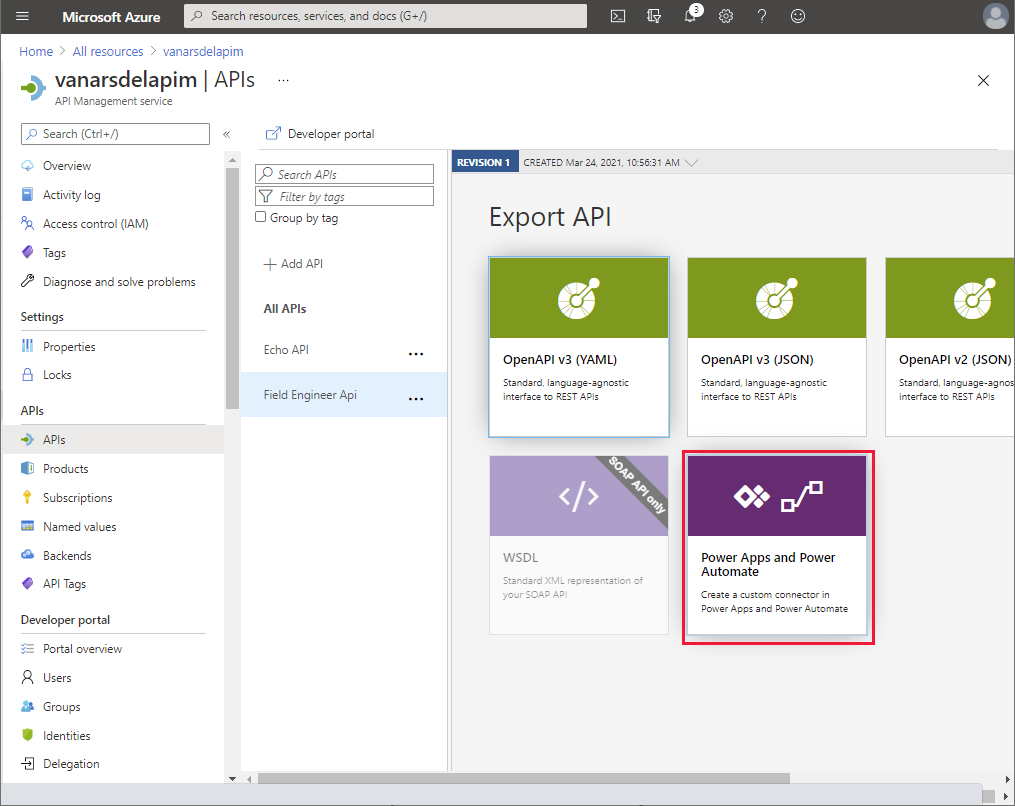 Microsoft Azure
Search resources, services, and docs (G+/)
3
Home > All resources > vanarsdelapim
vanarsdelapim | APIs ...
API Management service
Search (Ctrl+/)
«
Developer portal
Overview
Activity log
Access control (IAM)
Tags
Diagnose and solve problems
Settings
Properties
Locks
APIs
APIs
Products
Subscriptions
Named values
Backends
API Tags
Developer portal
Portal overview
Users
Groups
Identities
Delegation
Search APIs
Filter by tags
Group by tag
+ Add API
All APIs
Echo API ...
Field Engineer Api ...
REVISION 1 CREATED Mar 24, 2021, 10:56:31 AM
Export API
OpenAPI v3 (YAML)
Standard, language-agnostic
interface to REST APIs
OpenAPI v3 (JSON)
Standard, language-agnostic
interface to REST APIs
OpenAPI v2 (JSON)
Standard, language-agnos
interface to REST APIs
SOAP API only
</>
WSDL
Standard XML representation of
your SOAP API
Power Apps and Power
Automate
Create a custom connector in
Power Apps and Power Automate